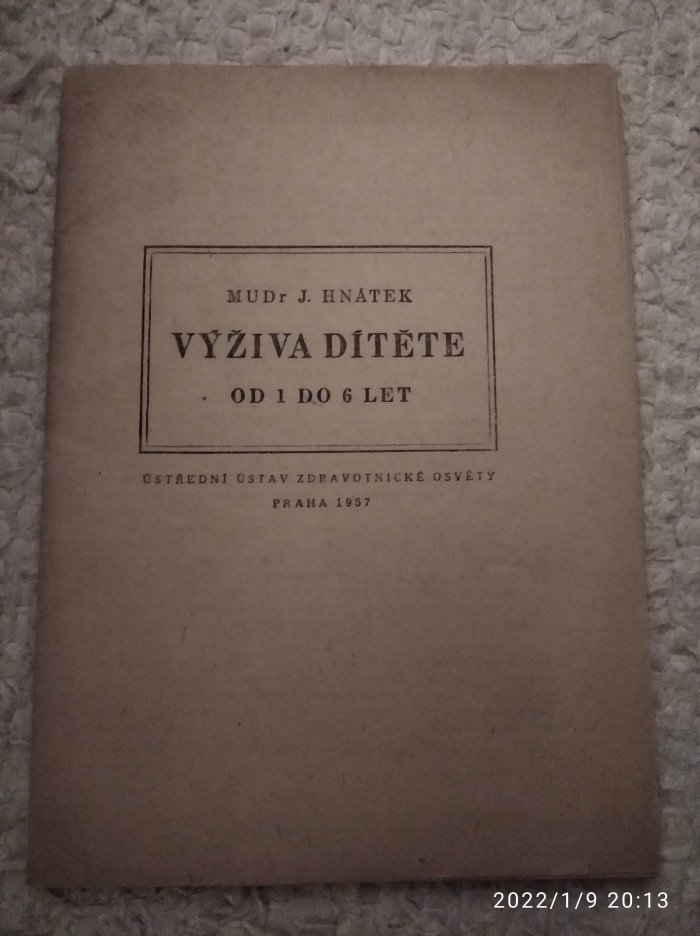 MUDr J. HNÁTEK
VÝŽIVA DÍTĚTE
OD 1 DO 6 LET
ÚSTŘEDNÍ ÚSTAV ZDRAVOTNICKÉ OSVĚTY
PRAHA 1957
2022/1/9 20:13